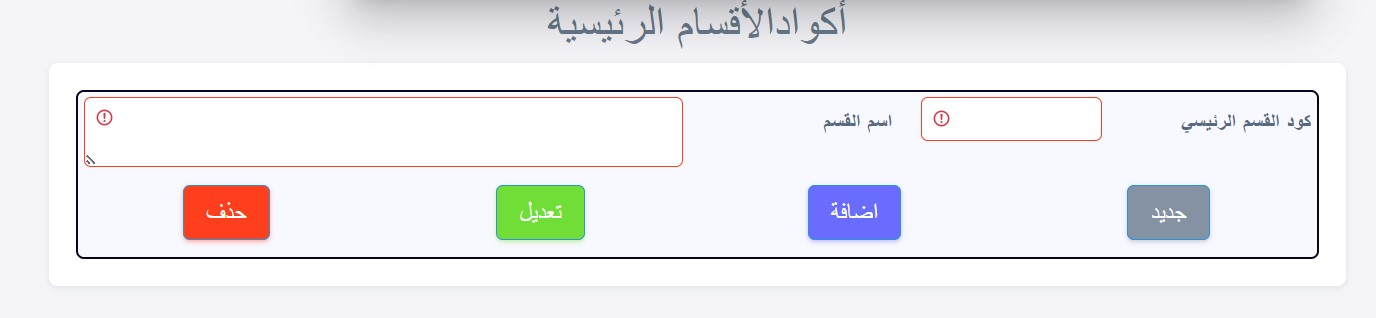 أكوادالأقسام الرئيسية
كود القسم الرئيسي
اسم القسم
جديد
اضافة
تعديل
حذف